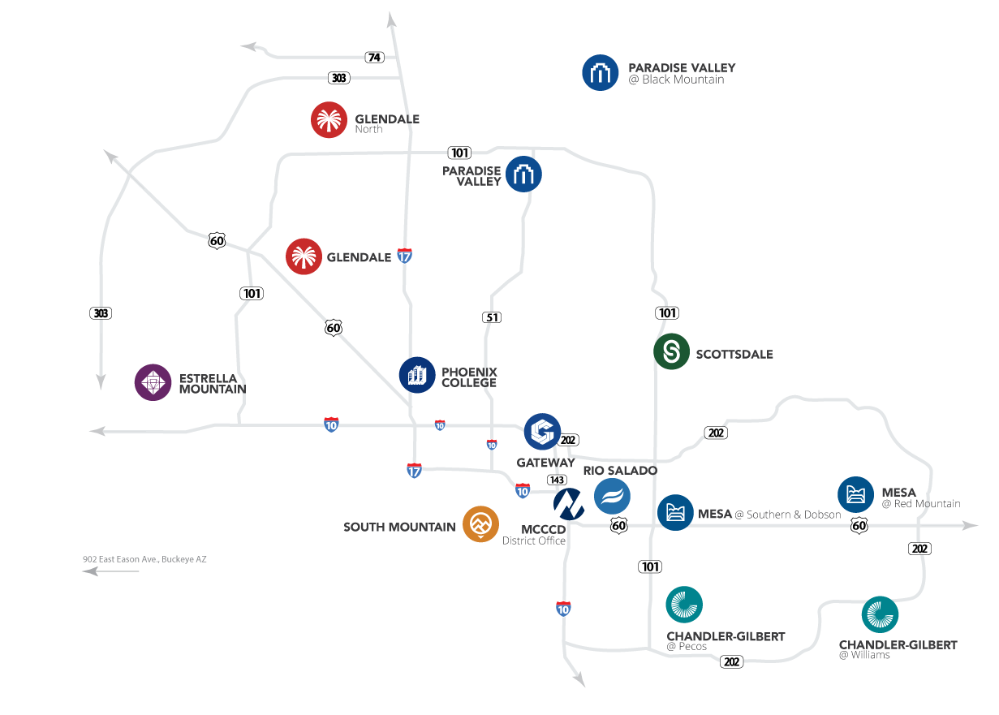 74
303
PARADISE VALLEY
@ Black Mountain
GLENDALE
North
101
PARADISE
VALLEY
60
GLENDALE
17
101
303
60
51
101
SCOTTSDALE
ESTRELLA
MOUNTAIN
PHOENIX
COLLEGE
10
10
10
202
202
GATEWAY
17
RIO SALADO
143
10
MESA
@ Red Mountain
MESA @ Southern & Dobson
SOUTH MOUNTAIN
MCCCD
District Office
60
60
202
902 East Eason Ave., Buckeye AZ
101
10
CHANDLER-GILBERT
@ Pecos
CHANDLER-GILBERT
@ Williams
202